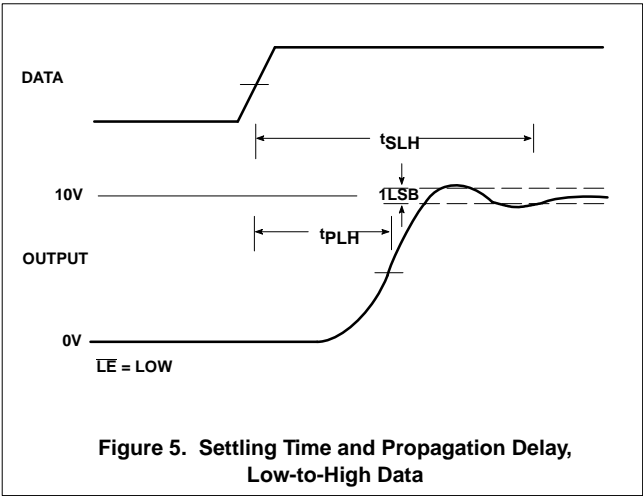 DATA
tSLH
10V
1LSB
tPLH
OUTPUT
0V
LE = LOW
Figure 5. Settling Time and Propagation Delay,
Low-to-High Data